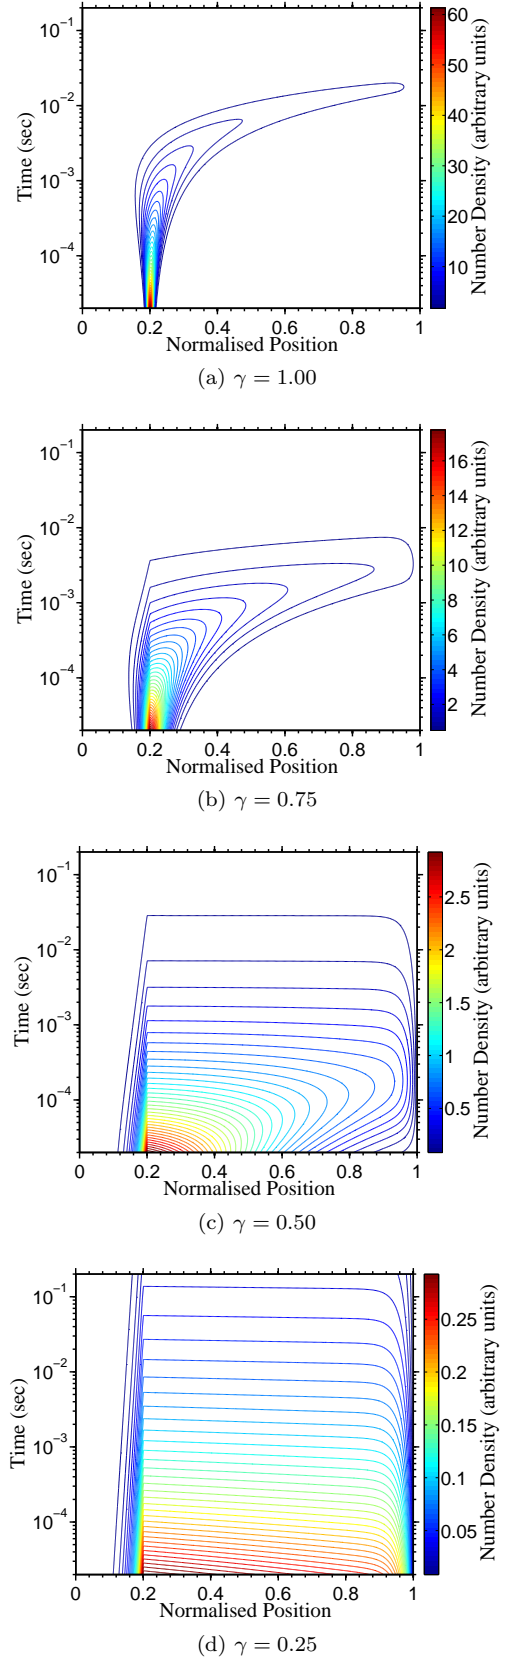 10⁻¹
10⁻²
10⁻³
10⁻⁴
Time (sec)
0 0.2 0.4 0.6 0.8 1
Normalised Position
60
50
40
30
20
10
Number Density (arbitrary units)
(a) γ = 1.00
10⁻¹
10⁻²
10⁻³
10⁻⁴
Time (sec)
0 0.2 0.4 0.6 0.8 1
Normalised Position
16
14
12
10
8
6
4
2
Number Density (arbitrary units)
(b) γ = 0.75
10⁻¹
10⁻²
10⁻³
10⁻⁴
Time (sec)
0 0.2 0.4 0.6 0.8 1
Normalised Position
2.5
2
1.5
1
0.5
Number Density (arbitrary units)
(c) γ = 0.50
10⁻¹
10⁻²
10⁻³
10⁻⁴
Time (sec)
0 0.2 0.4 0.6 0.8 1
Normalised Position
0.25
0.2
0.15
0.1
0.05
Number Density (arbitrary units)
(d) γ = 0.25